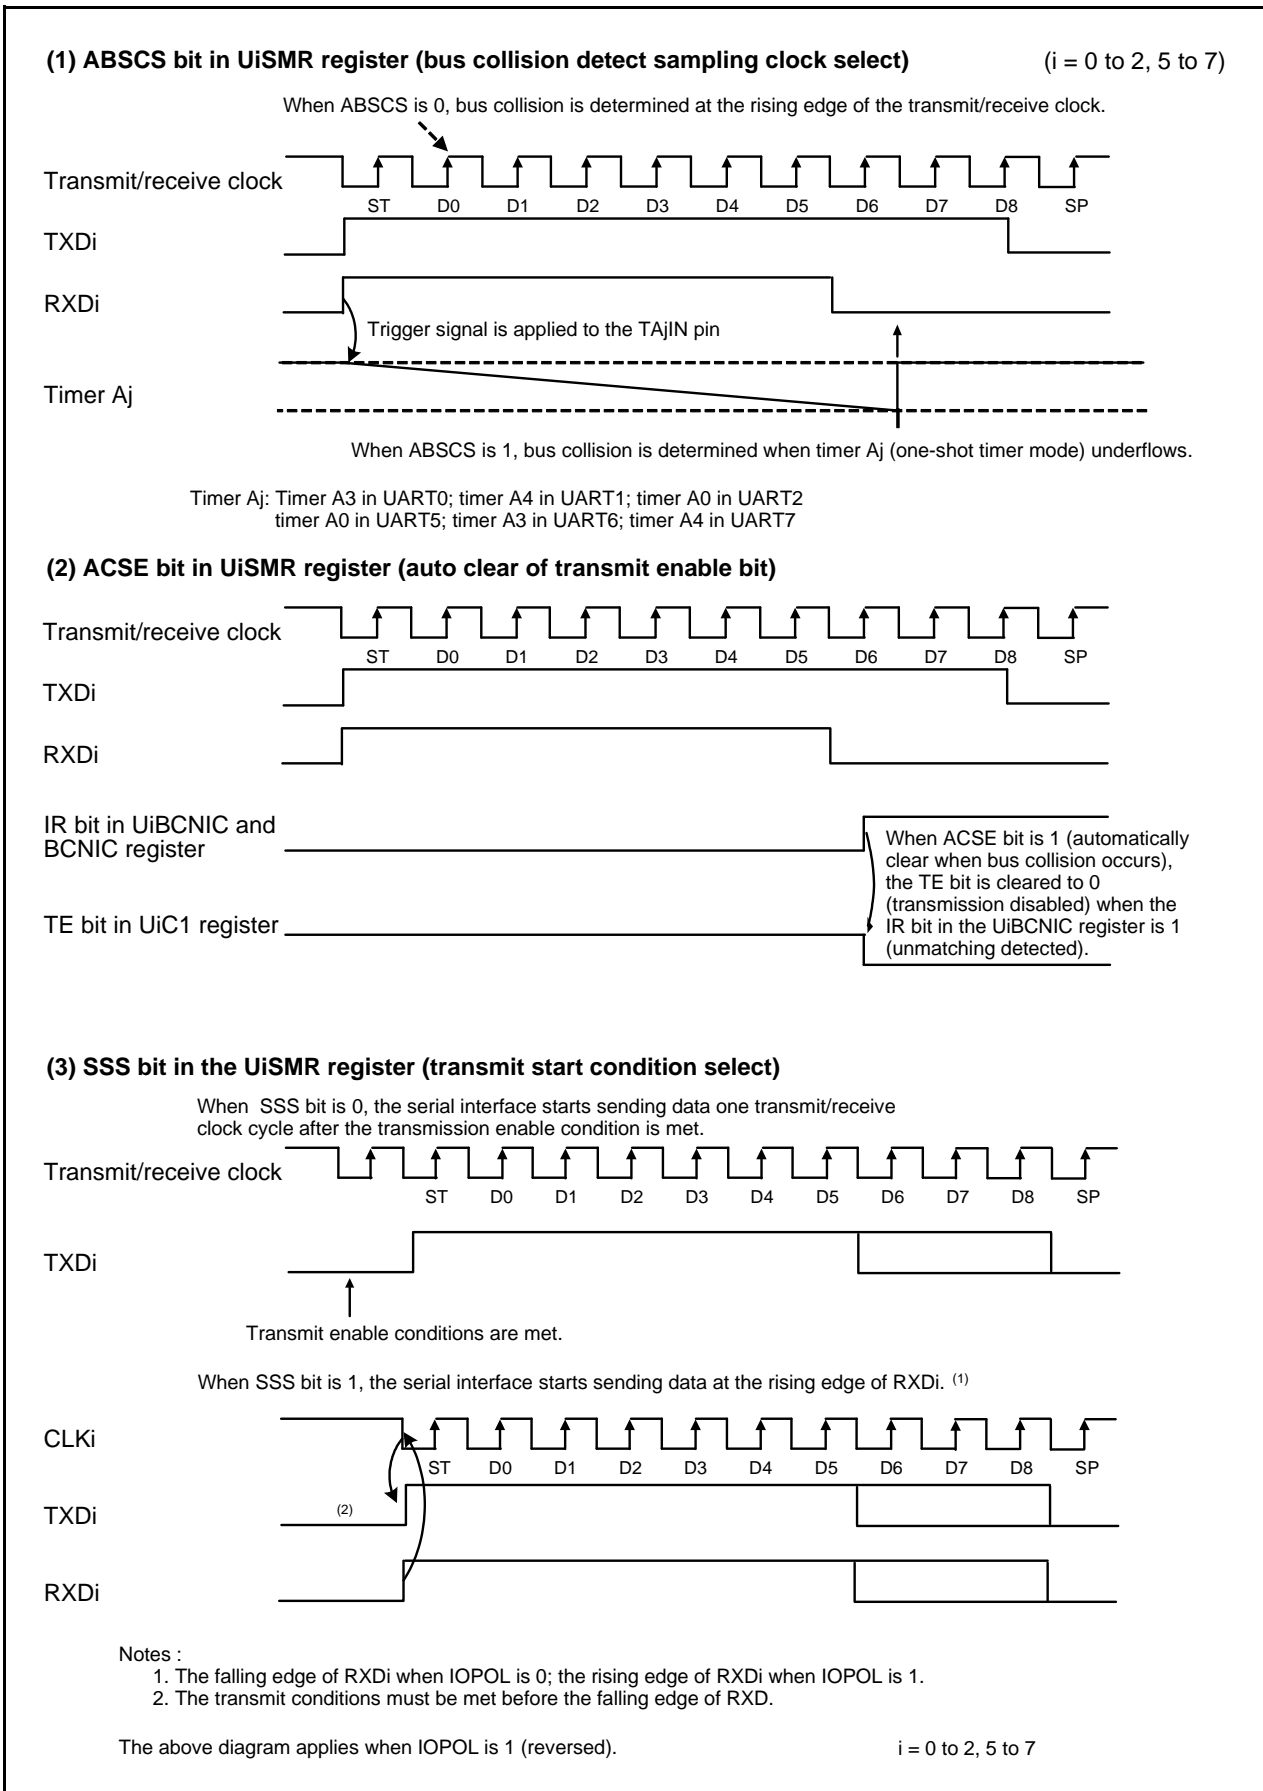 (1) ABSCS bit in UiSMR register (bus collision detect sampling clock select) (i = 0 to 2, 5 to 7)
When ABSCS is 0, bus collision is determined at the rising edge of the transmit/receive clock.
Transmit/receive clock
ST D0 D1 D2 D3 D4 D5 D6 D7 D8 SP
TXDi
RXDi
Trigger signal is applied to the TAjIN pin
Timer Aj
When ABSCS is 1, bus collision is determined when timer Aj (one-shot timer mode) underflows.
Timer Aj: Timer A3 in UART0; timer A4 in UART1; timer A0 in UART2
timer A0 in UART5; timer A3 in UART6; timer A4 in UART7
(2) ACSE bit in UiSMR register (auto clear of transmit enable bit)
Transmit/receive clock
ST D0 D1 D2 D3 D4 D5 D6 D7 D8 SP
TXDi
RXDi
IR bit in UiBCNIC and
BCNIC register
When ACSE bit is 1 (automatically
clear when bus collision occurs),
the TE bit is cleared to 0
(transmission disabled) when the
IR bit in the UiBCNIC register is 1
(unmatching detected).
TE bit in UiC1 register
(3) SSS bit in the UiSMR register (transmit start condition select)
When SSS bit is 0, the serial interface starts sending data one transmit/receive
clock cycle after the transmission enable condition is met.
Transmit/receive clock
ST D0 D1 D2 D3 D4 D5 D6 D7 D8 SP
TXDi
Transmit enable conditions are met.
When SSS bit is 1, the serial interface starts sending data at the rising edge of RXDi. (1)
CLKi
ST D0 D1 D2 D3 D4 D5 D6 D7 D8 SP
TXDi
(2)
RXDi
Notes :
1. The falling edge of RXDi when IOPOL is 0; the rising edge of RXDi when IOPOL is 1.
2. The transmit conditions must be met before the falling edge of RXD.
The above diagram applies when IOPOL is 1 (reversed). i = 0 to 2, 5 to 7